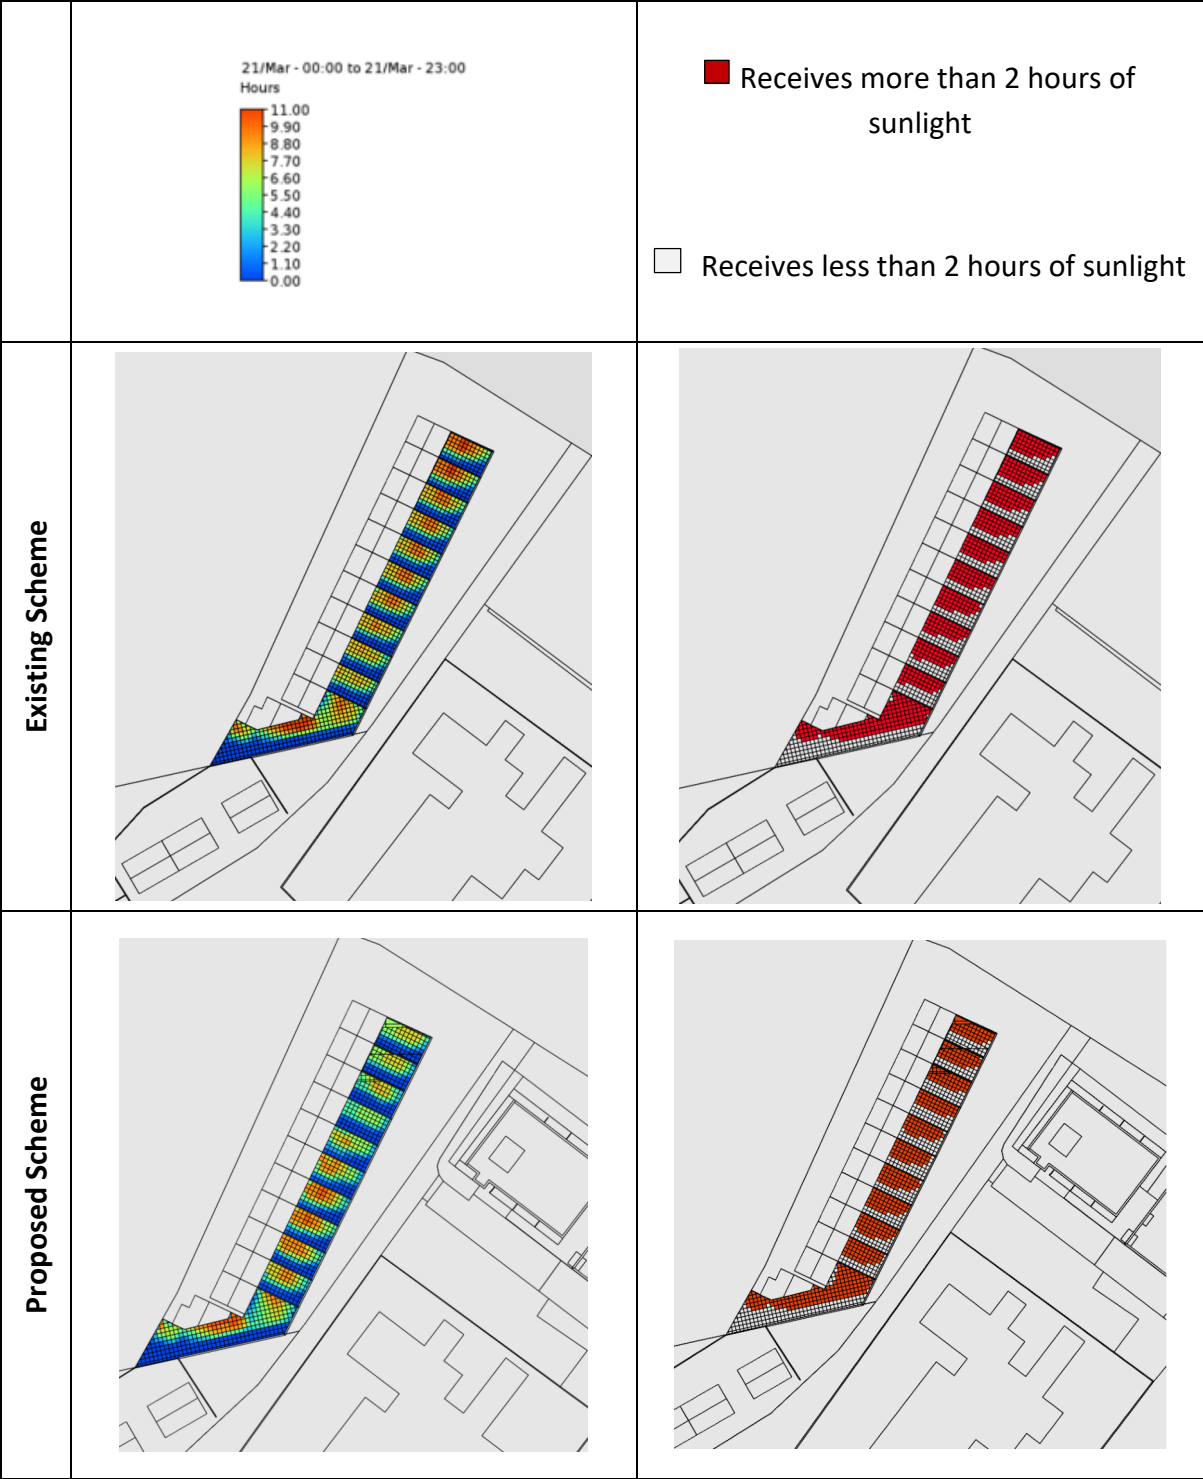 21/Mar - 00:00 to 21/Mar - 23:00
Hours
11.00
9.90
8.80
7.70
6.60
5.50
4.40
3.30
2.20
1.10
0.00
Receives more than 2 hours of
sunlight
Receives less than 2 hours of sunlight
Existing Scheme
Proposed Scheme